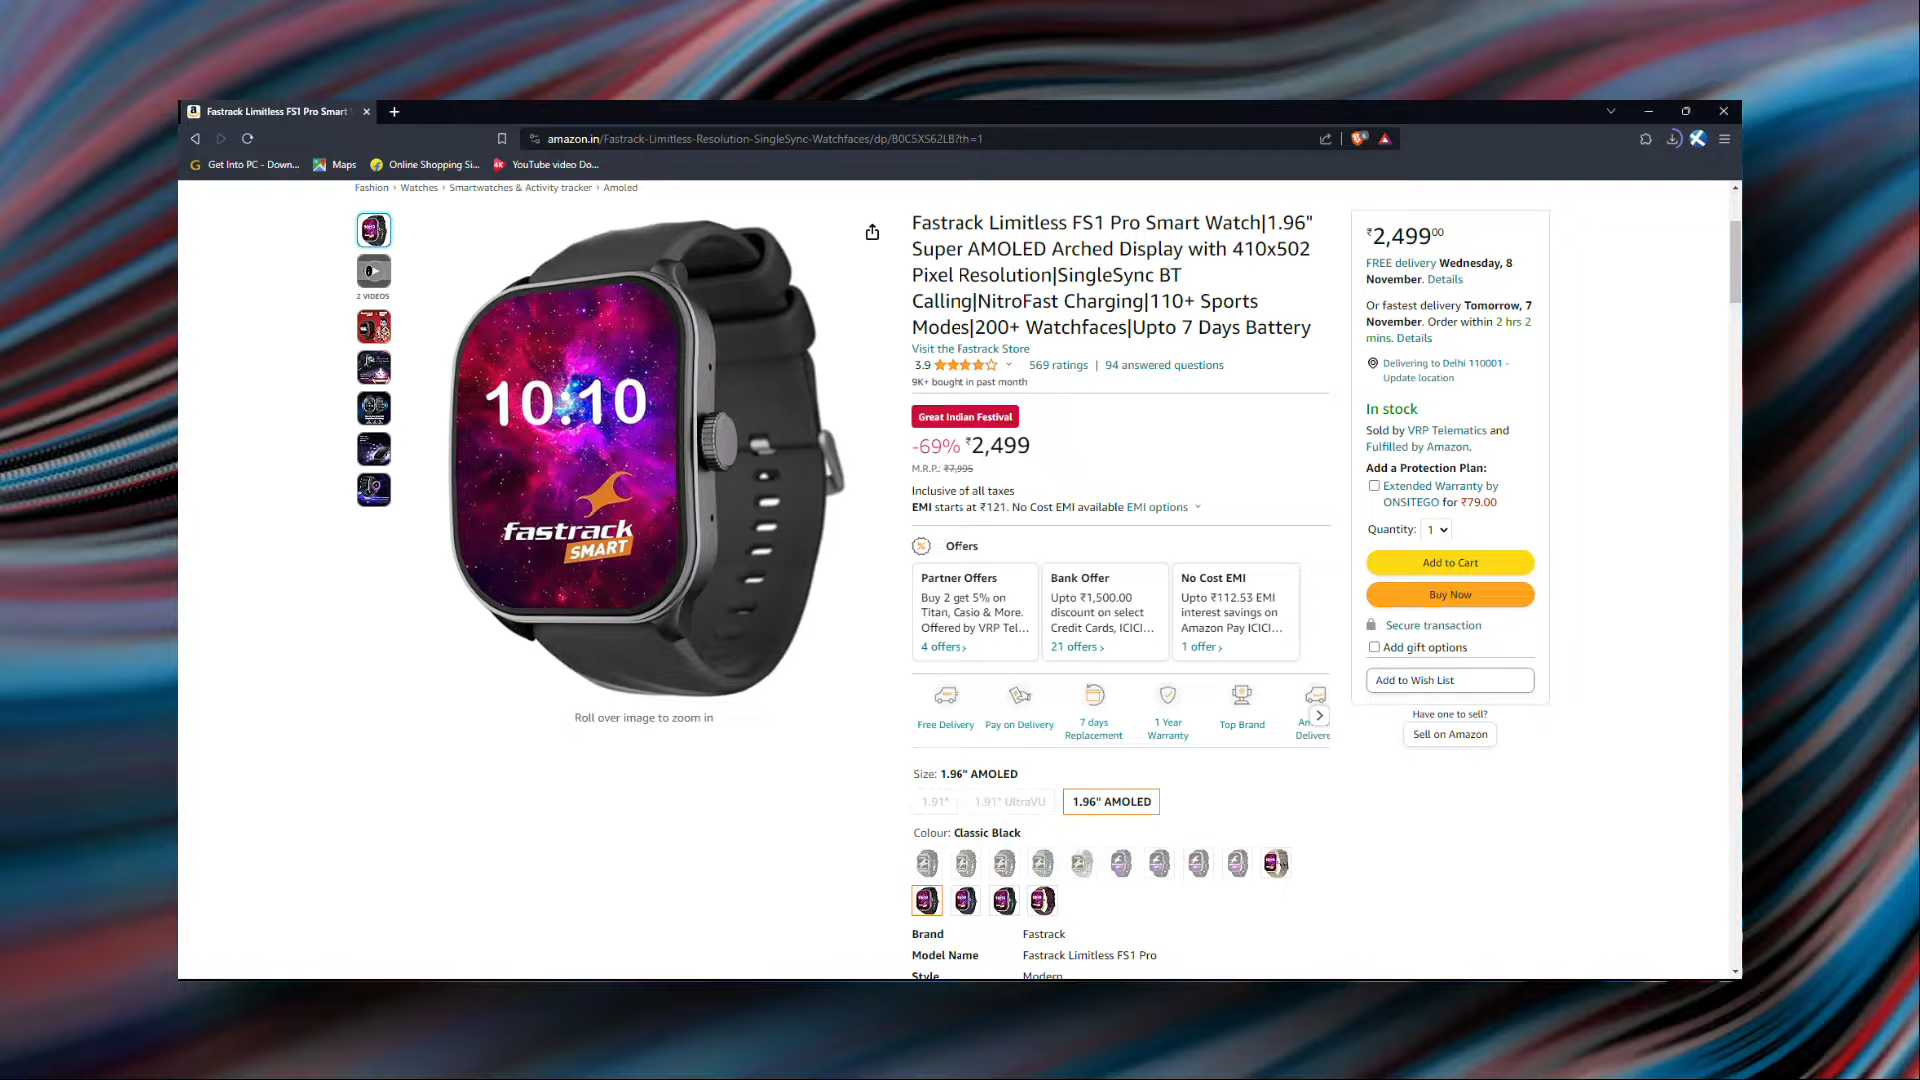 Fastrack Limitless FS1 Pro Smart
amazon.in/Fastrack-Limitless-Resolution-SingleSync-Watchfaces/dp/B0C5XS62LB?th=1
Get Into PC - Down...
Maps
Online Shopping Si...
YouTube video Do...
Fashion › Watches › Smartwatches & Activity tracker › Amoled
2 VIDEOS
10:10
fastrack
SMART
Roll over image to zoom in
Fastrack Limitless FS1 Pro Smart Watch|1.96"
Super AMOLED Arched Display with 410x502
Pixel Resolution|SingleSync BT
Calling|NitroFast Charging|110+ Sports
Modes|200+ Watchfaces|Upto 7 Days Battery
Visit the Fastrack Store
3.9
569 ratings | 94 answered questions
9K+ bought in past month
Great Indian Festival
-69% ₹2,499
M.R.P.: ₹7,995
Inclusive of all taxes
EMI starts at ₹121. No Cost EMI available EMI options
Offers
Partner Offers
Buy 2 get 5% on
Titan, Casio & More.
Offered by VRP Tel...
4 offers›
Bank Offer
Upto ₹1,500.00
discount on select
Credit Cards, ICICI...
21 offers›
No Cost EMI
Upto ₹112.53 EMI
interest savings on
Amazon Pay ICICI...
1 offer›
Free Delivery
Pay on Delivery
7 days
Replacement
1 Year
Warranty
Top Brand
Size: 1.96" AMOLED
1.91"
1.91" UltraVU
1.96" AMOLED
Colour: Classic Black
Brand Fastrack
Model Name Fastrack Limitless FS1 Pro
Style Modern
₹2,499 00
FREE delivery Wednesday, 8
November. Details
Or fastest delivery Tomorrow, 7
November. Order within 2 hrs 2
mins. Details
Delivering to Delhi 110001 -
Update location
In stock
Sold by VRP Telematics and
Fulfilled by Amazon.
Add a Protection Plan:
Extended Warranty by
ONSITEGO for ₹79.00
Quantity: 1
Add to Cart
Buy Now
Secure transaction
Add gift options
Add to Wish List
Have one to sell?
Sell on Amazon